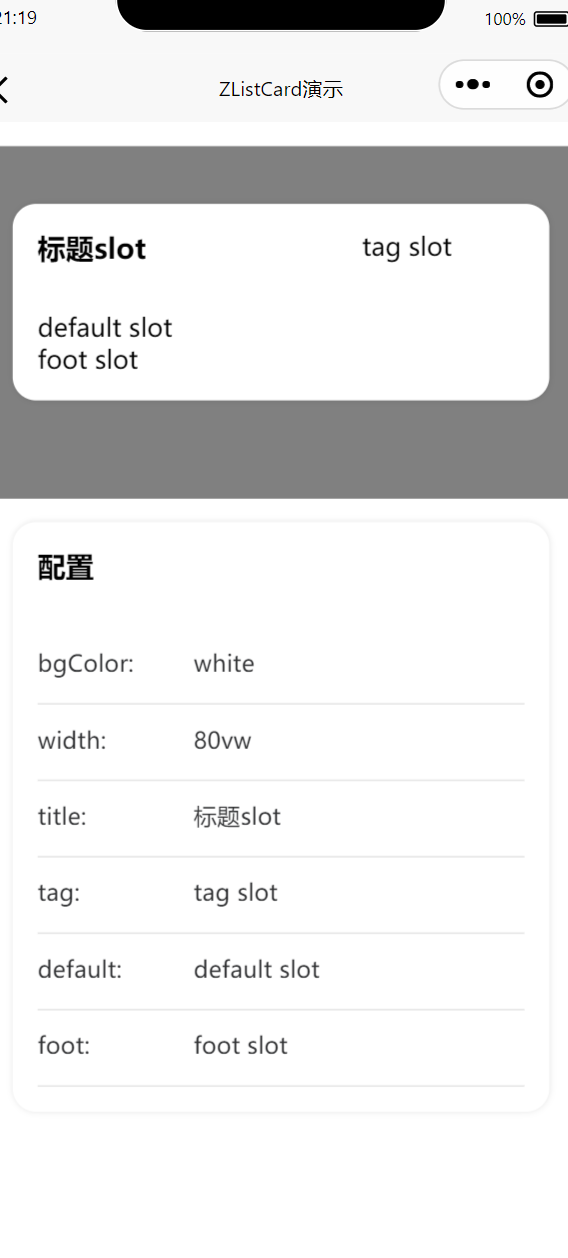 21:19
100%
ZListCard演示
标题slot
tag slot
default slot
foot slot
配置
bgColor: white
width: 80vw
title: 标题slot
tag: tag slot
default: default slot
foot: foot slot